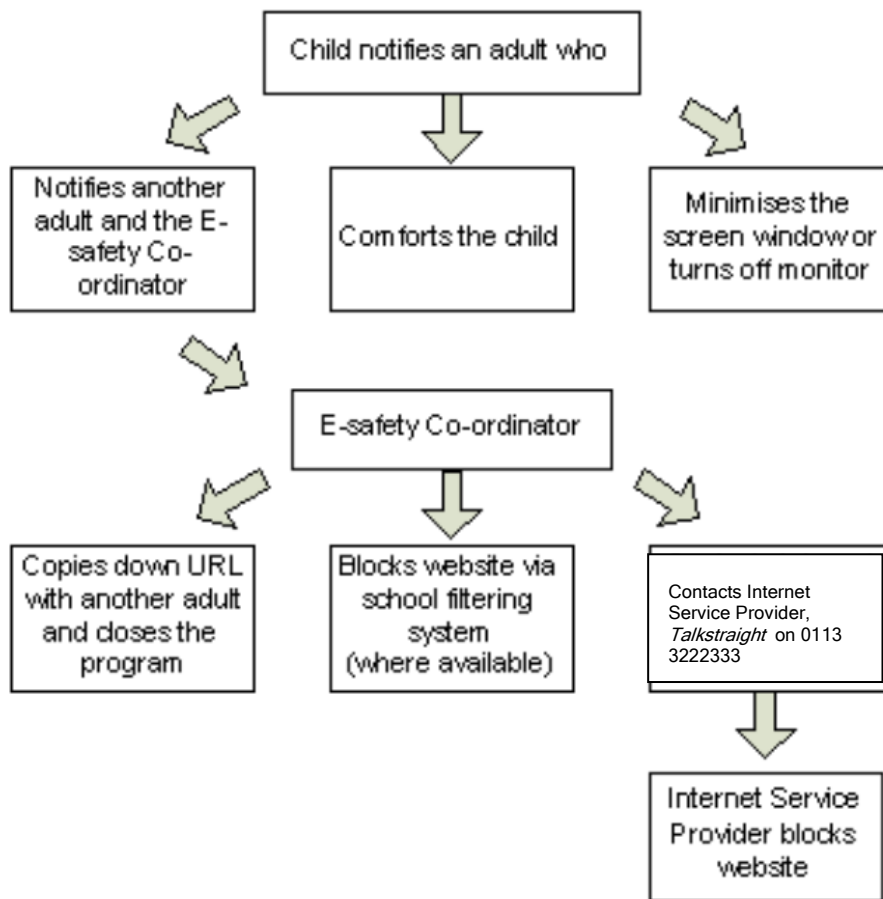 Child notifies an adult who
Notifies another
adult and the E-
safety Co-
ordinator
Comforts the child
Minimises the
screen window or
turns off monitor
E-safety Co-ordinator
Copies down URL
with another adult
and closes the
program
Blocks website via
school filtering
system
(where available)
Contacts Internet
Service Provider,
Talkstraight on 0113
3222333
Internet Service
Provider blocks
website